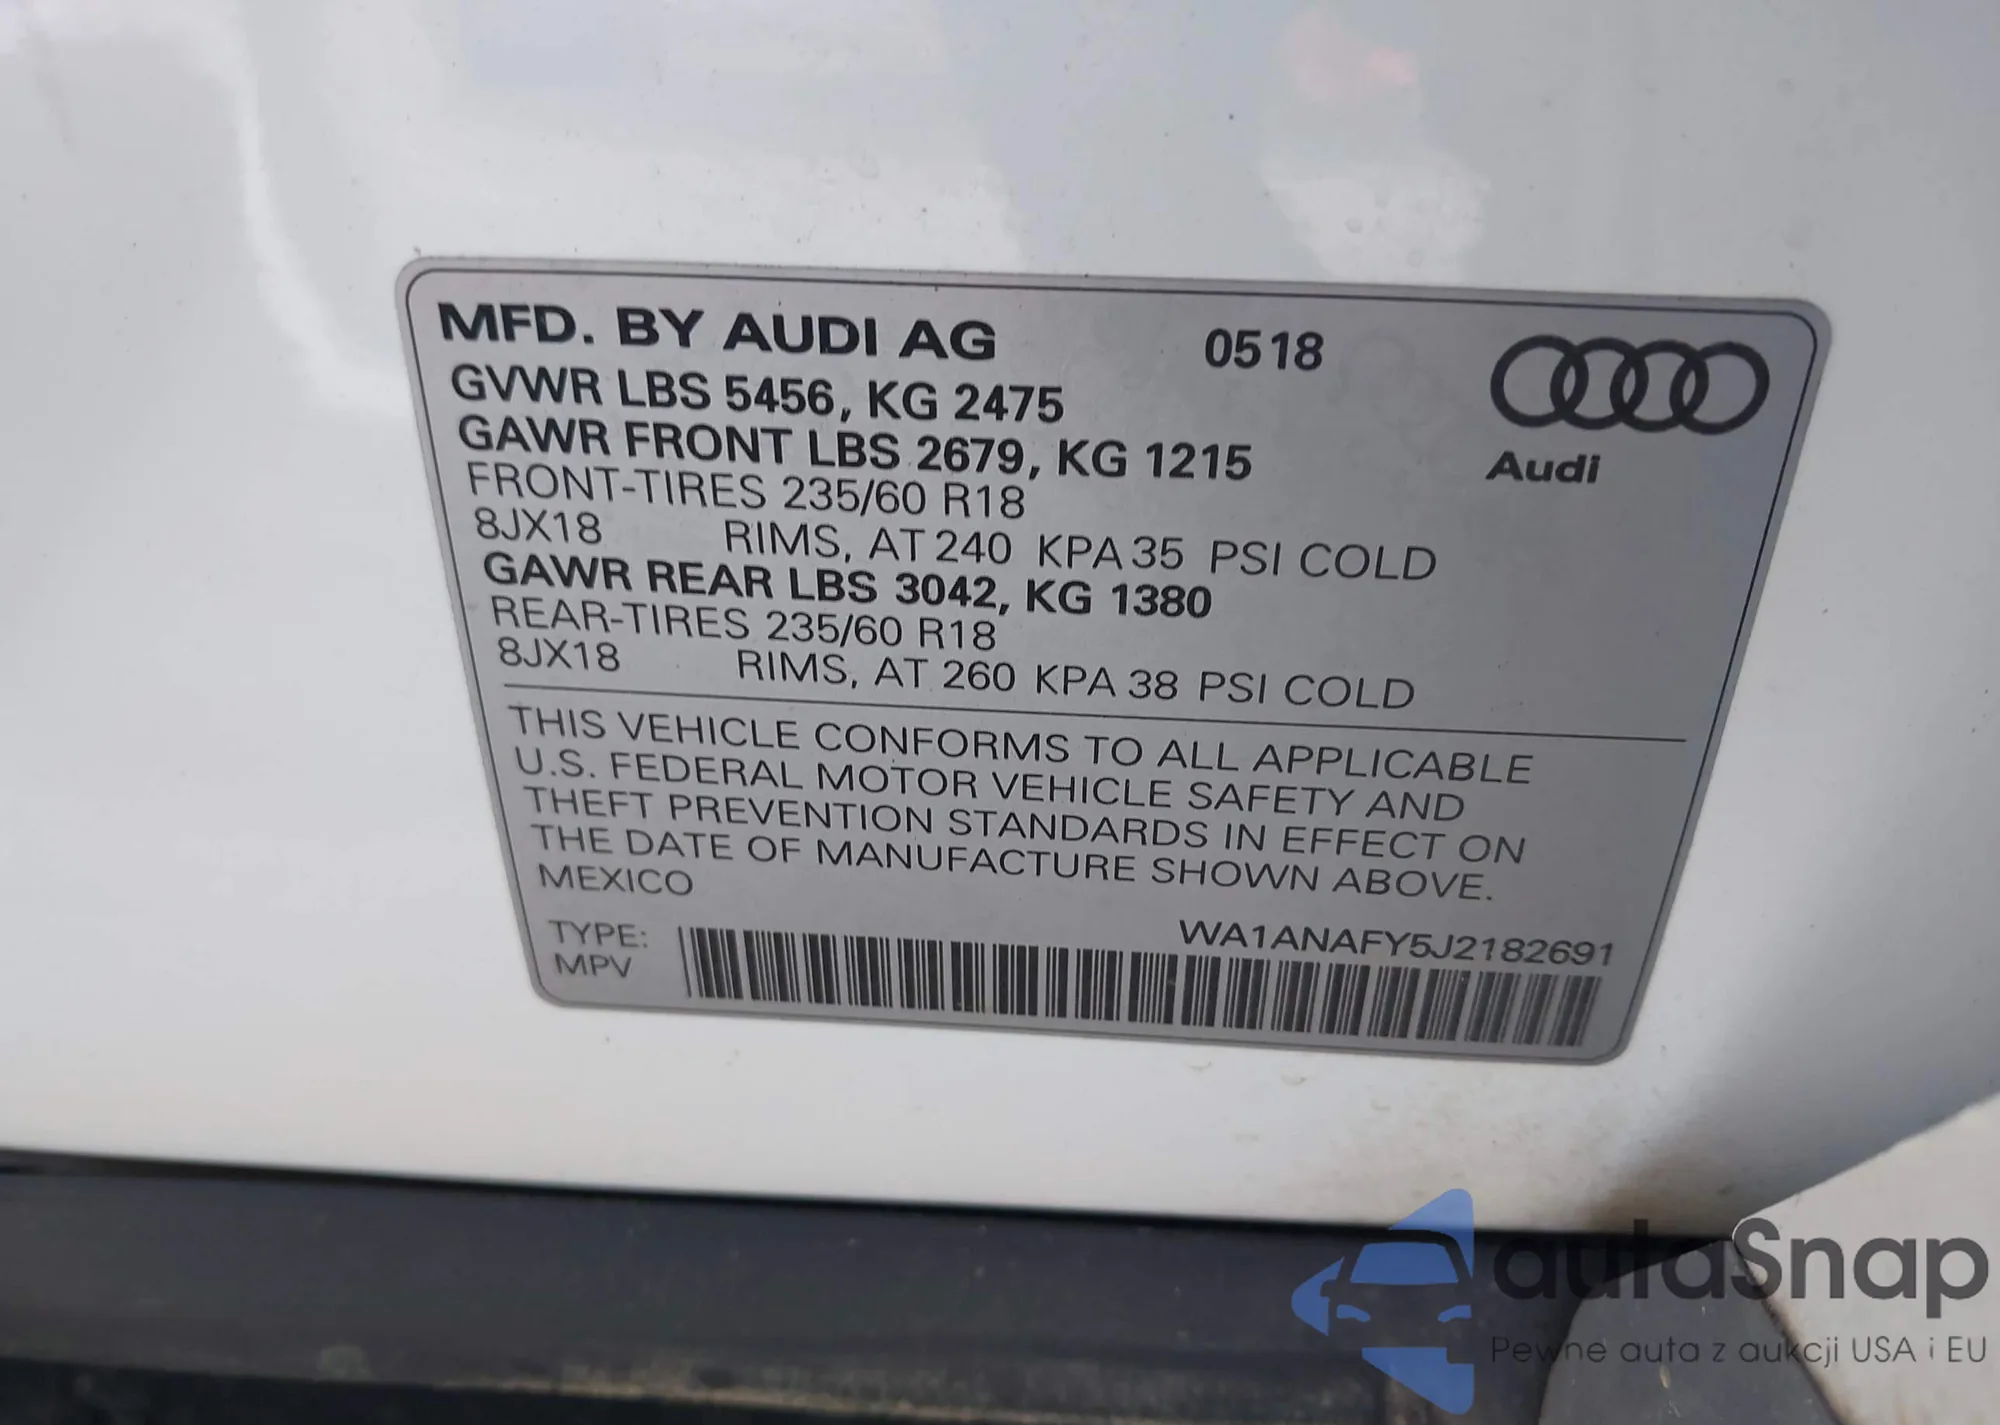 MFD. BY AUDI AG 0518
GVWR LBS 5456, KG 2475
GAWR FRONT LBS 2679, KG 1215
Audi
FRONT-TIRES 235/60 R18
8JX18 RIMS, AT 240 KPA 35 PSI COLD
GAWR REAR LBS 3042, KG 1380
REAR-TIRES 235/60 R18
8JX18 RIMS, AT 260 KPA 38 PSI COLD
THIS VEHICLE CONFORMS TO ALL APPLICABLE
U.S. FEDERAL MOTOR VEHICLE SAFETY AND
THEFT PREVENTION STANDARDS IN EFFECT ON
THE DATE OF MANUFACTURE SHOWN ABOVE.
MEXICO
TYPE: WA1ANAFY5J2182691
MPV
autaSnap
Pewne auta z aukcji USA i EU